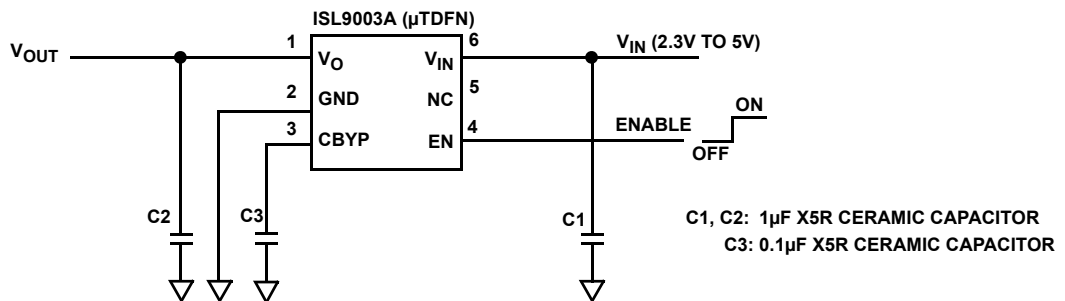 ISL9003A (µTDFN)
VOUT
1
VO
VIN
6
VIN (2.3V TO 5V)
2
GND
NC
5
3
CBYP
EN
4
ENABLE
ON
OFF
C2
C3
C1
C1, C2: 1µF X5R CERAMIC CAPACITOR
C3: 0.1µF X5R CERAMIC CAPACITOR